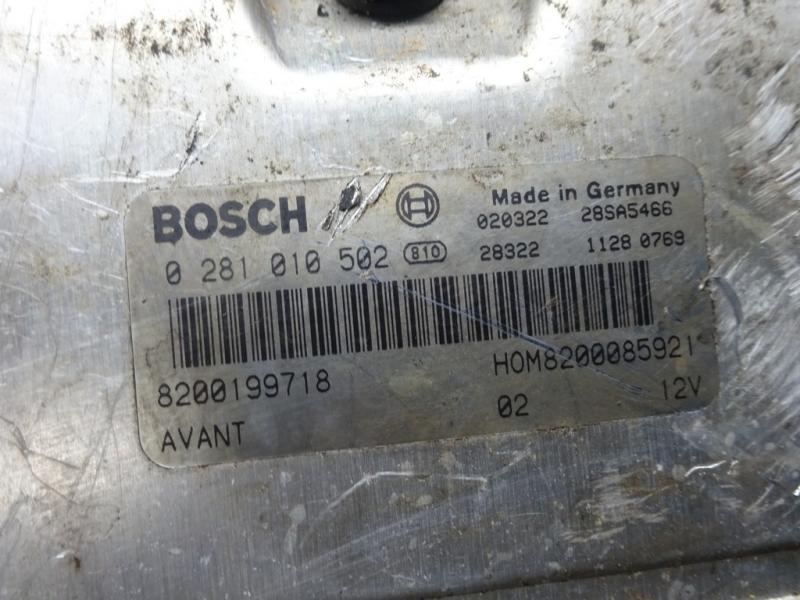 BOSCH Made in Germany
020322 28SA5466
0 281 010 502 810 28322 1128 0769
8200199718 HOM8200085921
AVANT 02 12V